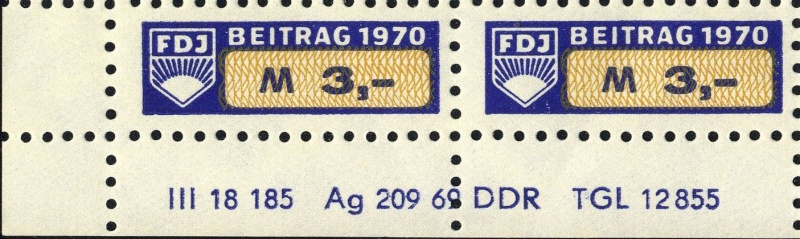 FDJ BEITRAG 1970 FDJ BEITRAG 1970
M 3,- M 3,-
III 18 185 Ag 209 69 DDR TGL 12855